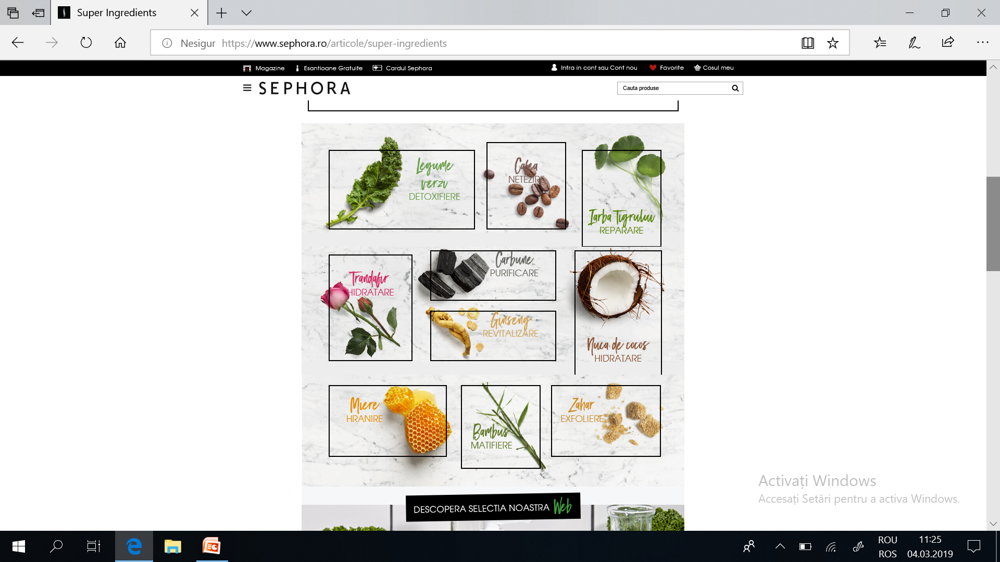 Super Ingredients
Nesigur https://www.sephora.ro/articole/super-ingredients
Magazine Esantioane Gratuite Cardul Sephora Intra in cont sau Cont nou Favorite Cosul meu
SEPHORA
Cauta produse
Legume
verzi
DETOXIFIERE
Cafea
NETEZIRE
Iarba Tigrului
REPARARE
Trandafir
HIDRATARE
Carbune
PURIFICARE
Ginseng
REVITALIZARE
Nuca de cocos
HIDRATARE
Miere
HRANIRE
Bambus
MATIFIERE
Zahar
EXFOLIERE
DESCOPERA SELECTIA NOASTRA Web
Activați Windows
Accesați Setări pentru a activa Windows.
ROU
ROS
11:25
04.03.2019